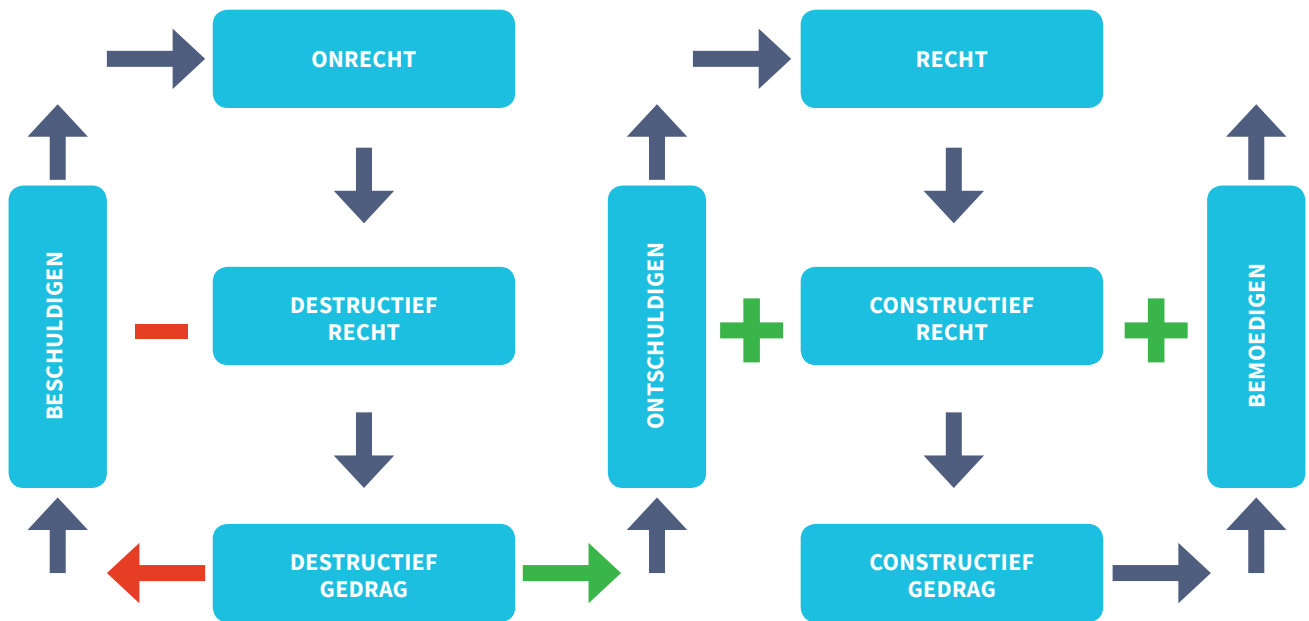 ONRECHT
RECHT
BESCHULDIGEN
DESTRUCTIEF
RECHT
ONTSCHULDIGEN
CONSTRUCTIEF
RECHT
BEMOEDIGEN
DESTRUCTIEF
GEDRAG
CONSTRUCTIEF
GEDRAG